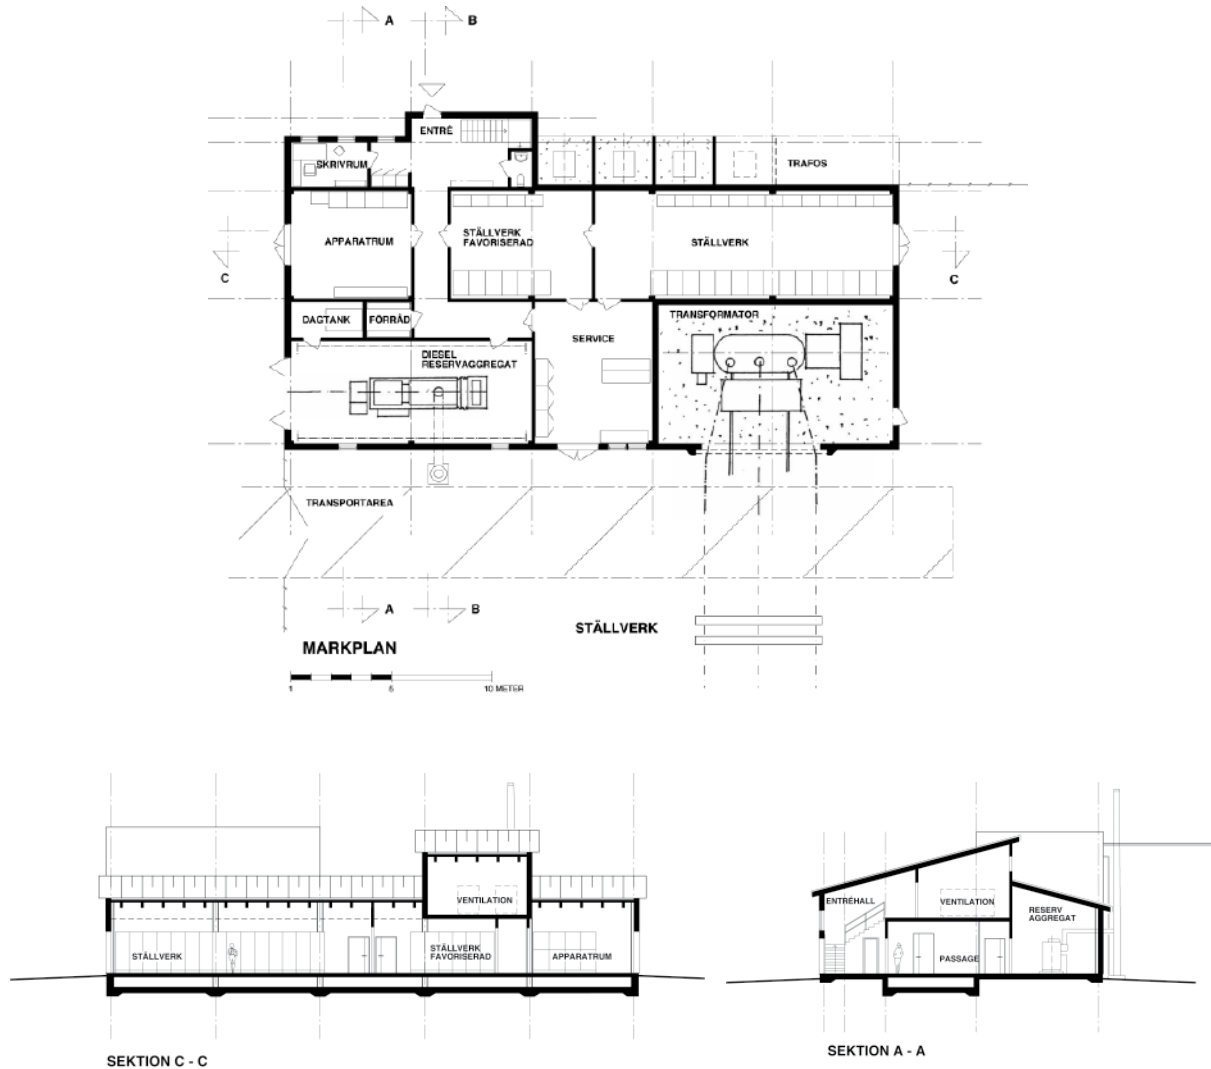 A
B
ENTRÉ
SKRIVRUM
TRAFOS
APPARATRUM
STÄLLVERK
FAVORISERAD
STÄLLVERK
C
C
DAGTANK
FÖRRÅD
SERVICE
TRANSFORMATOR
DIESEL
RESERVAGGREGAT
TRANSPORTAREA
A
B
STÄLLVERK
MARKPLAN
1
5
10 METER
VENTILATION
STÄLLVERK
STÄLLVERK
FAVORISERAD
APPARATRUM
SEKTION C - C
ENTRÉHALL
VENTILATION
RESERV
AGGREGAT
PASSAGE
SEKTION A - A